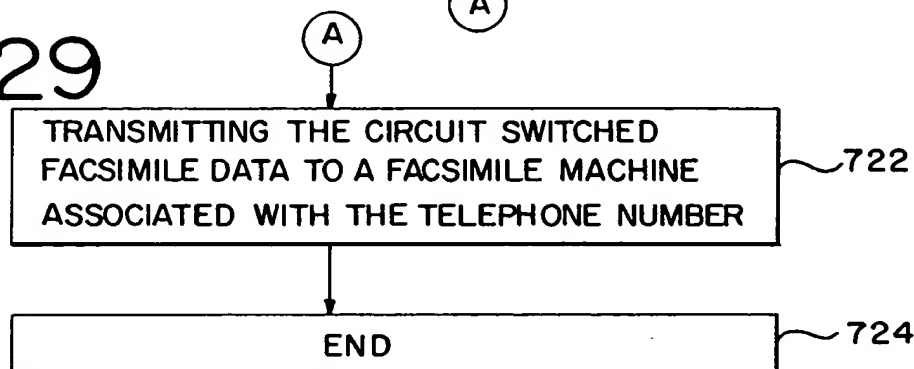 A
A
29
TRANSMITTING THE CIRCUIT SWITCHED
FACSIMILE DATA TO A FACSIMILE MACHINE
ASSOCIATED WITH THE TELEPHONE NUMBER
722
END
724